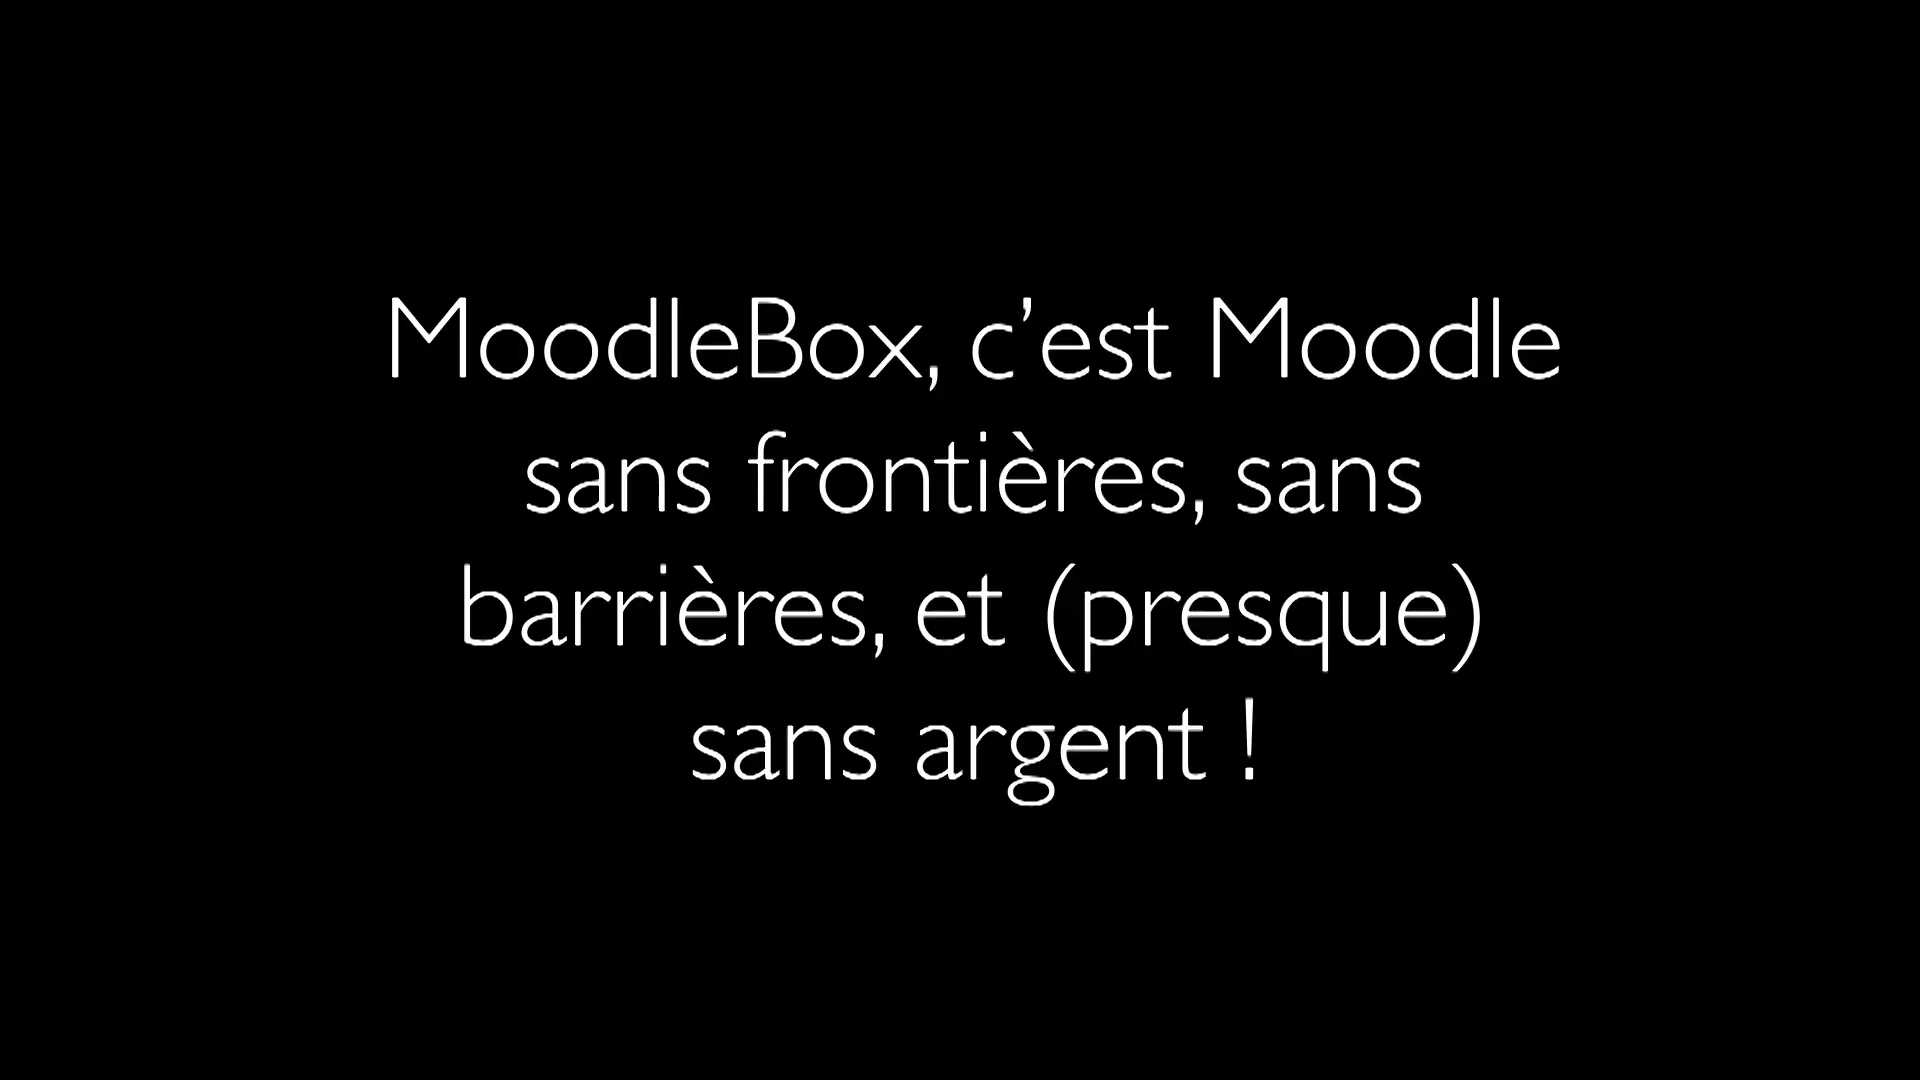 MoodleBox, c’est Moodle
sans frontières, sans
barrières, et (presque)
sans argent !